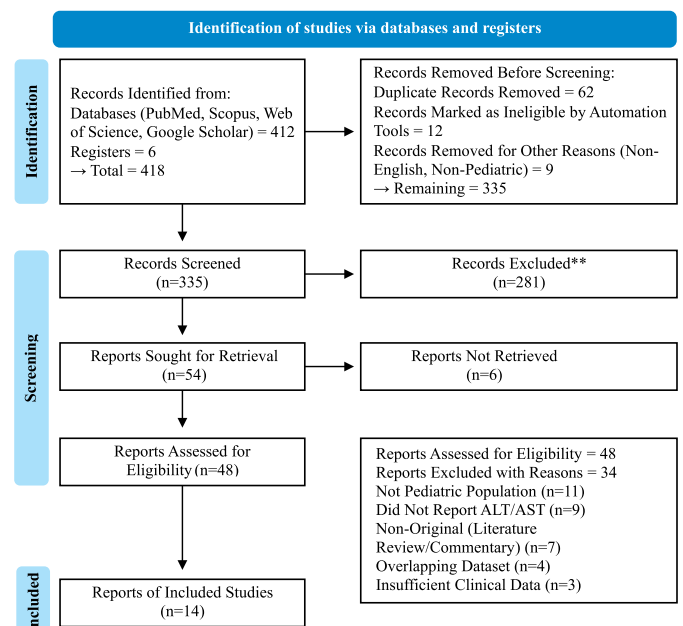 Identification of studies via databases and registers
Identification
Records Identified from:
Databases (PubMed, Scopus, Web
of Science, Google Scholar) = 412
Registers = 6
→ Total = 418
Records Removed Before Screening:
Duplicate Records Removed = 62
Records Marked as Ineligible by Automation
Tools = 12
Records Removed for Other Reasons (Non-
English, Non-Pediatric) = 9
→ Remaining = 335
Screening
Records Screened
(n=335)
Records Excluded**
(n=281)
Reports Sought for Retrieval
(n=54)
Reports Not Retrieved
(n=6)
Reports Assessed for
Eligibility (n=48)
Reports Assessed for Eligibility = 48
Reports Excluded with Reasons = 34
Not Pediatric Population (n=11)
Did Not Report ALT/AST (n=9)
Non-Original (Literature
Review/Commentary) (n=7)
Overlapping Dataset (n=4)
Insufficient Clinical Data (n=3)
Included
Reports of Included Studies
(n=14)